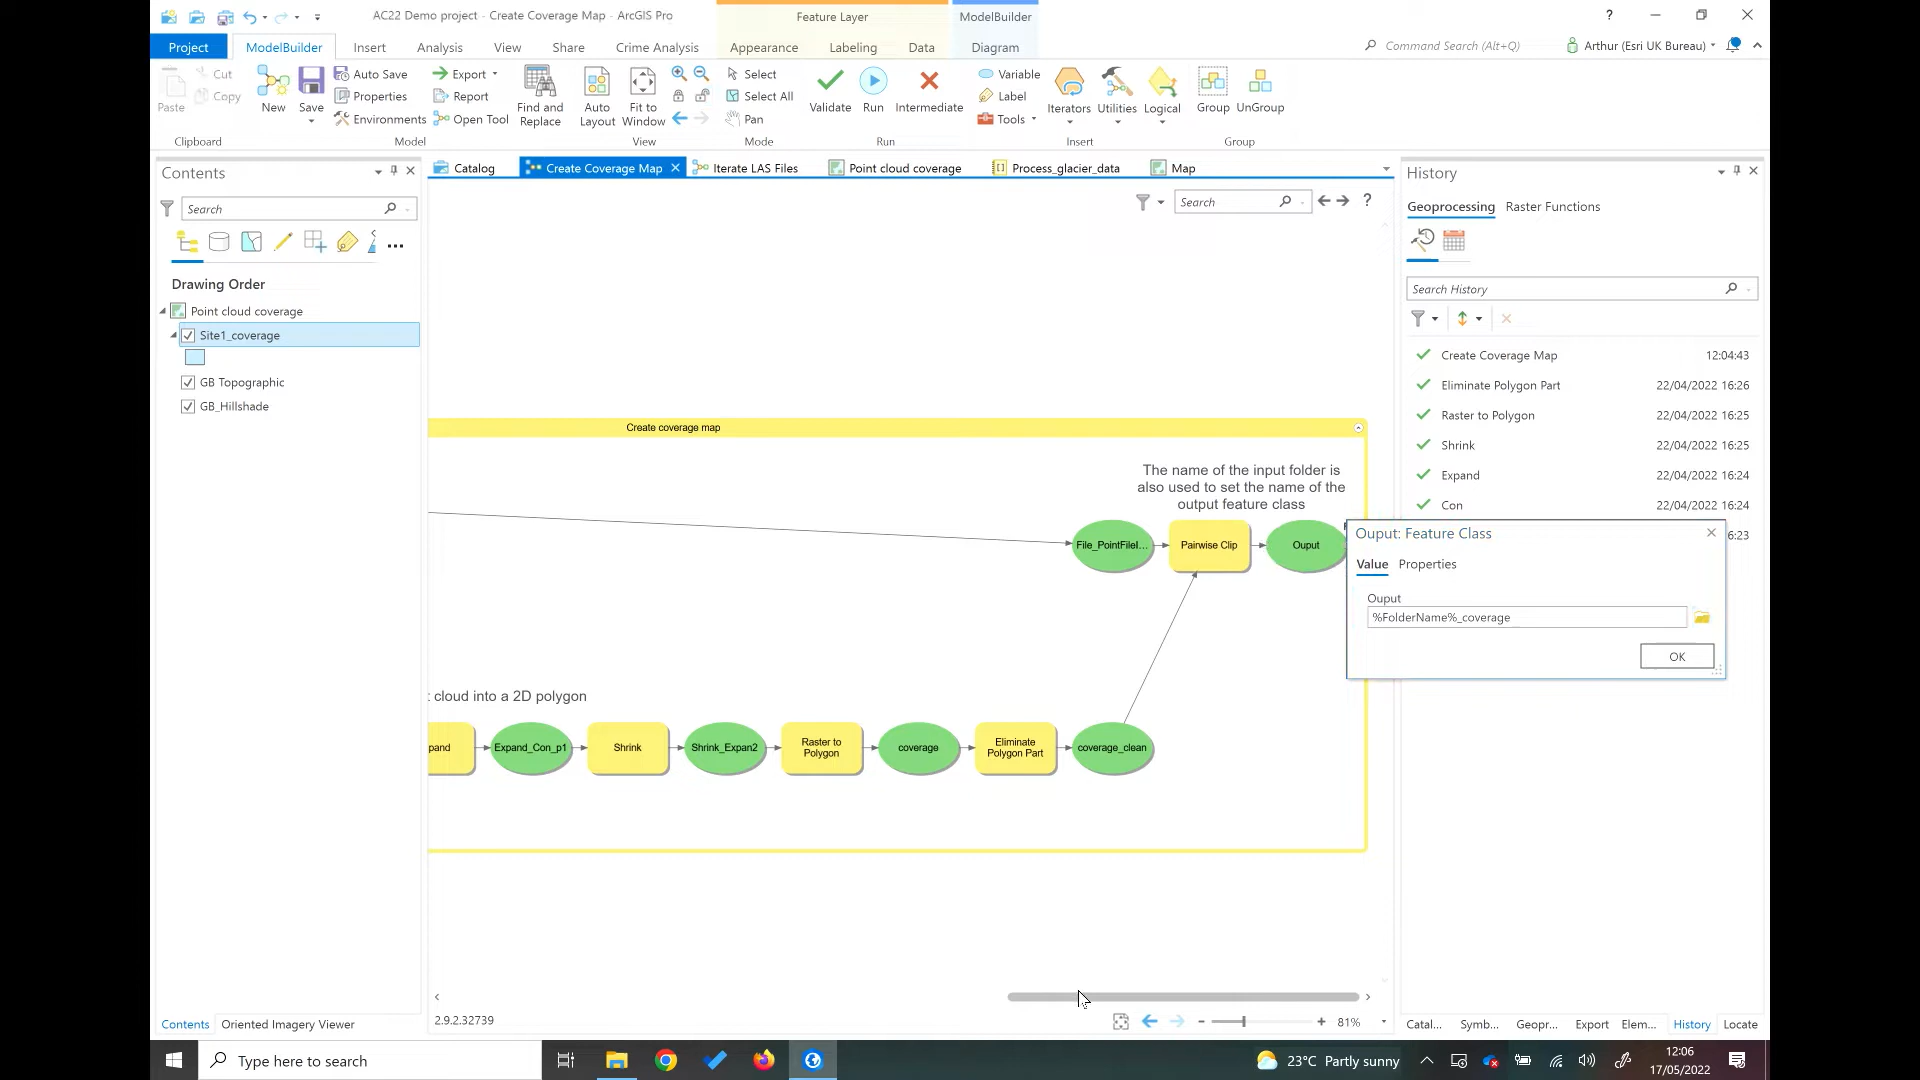 AC22 Demo project - Create Coverage Map - ArcGIS Pro
Feature Layer
ModelBuilder
?
Project
ModelBuilder
Insert
Analysis
View
Share
Crime Analysis
Appearance
Labeling
Data
Diagram
Command Search (Alt+Q)
Arthur (Esri UK Bureau)
Paste
Cut
Copy
Clipboard
New
Save
Auto Save
Properties
Environments
Export
Report
Open Tool
Model
Find and
Replace
Auto
Layout
Fit to
Window
View
Select
Select All
Pan
Mode
Validate
Run
Intermediate
Run
Variable
Label
Tools
Iterators
Utilities
Logical
Insert
Group
UnGroup
Group
Contents
Search
Drawing Order
Point cloud coverage
Site1_coverage
GB Topographic
GB_Hillshade
Contents
Oriented Imagery Viewer
Catalog
Create Coverage Map
Iterate LAS Files
Point cloud coverage
Process_glacier_data
Map
Search
?
Create coverage map
The name of the input folder is
also used to set the name of the
output feature class
File_PointFileI...
Pairwise Clip
Ouput
t cloud into a 2D polygon
pand
Expand_Con_p1
Shrink
Shrink_Expan2
Raster to
Polygon
coverage
Eliminate
Polygon Part
coverage_clean
2.9.2.32739
81%
History
Geoprocessing
Raster Functions
Search History
Create Coverage Map 12:04:43
Eliminate Polygon Part 22/04/2022 16:26
Raster to Polygon 22/04/2022 16:25
Shrink 22/04/2022 16:25
Expand 22/04/2022 16:24
Con 22/04/2022 16:24
6:23
Ouput: Feature Class
Value
Properties
Ouput
%FolderName%_coverage
OK
Catal...
Symb...
Geopr...
Export
Elem...
History
Locate
Type here to search
23°C Partly sunny
12:06
17/05/2022